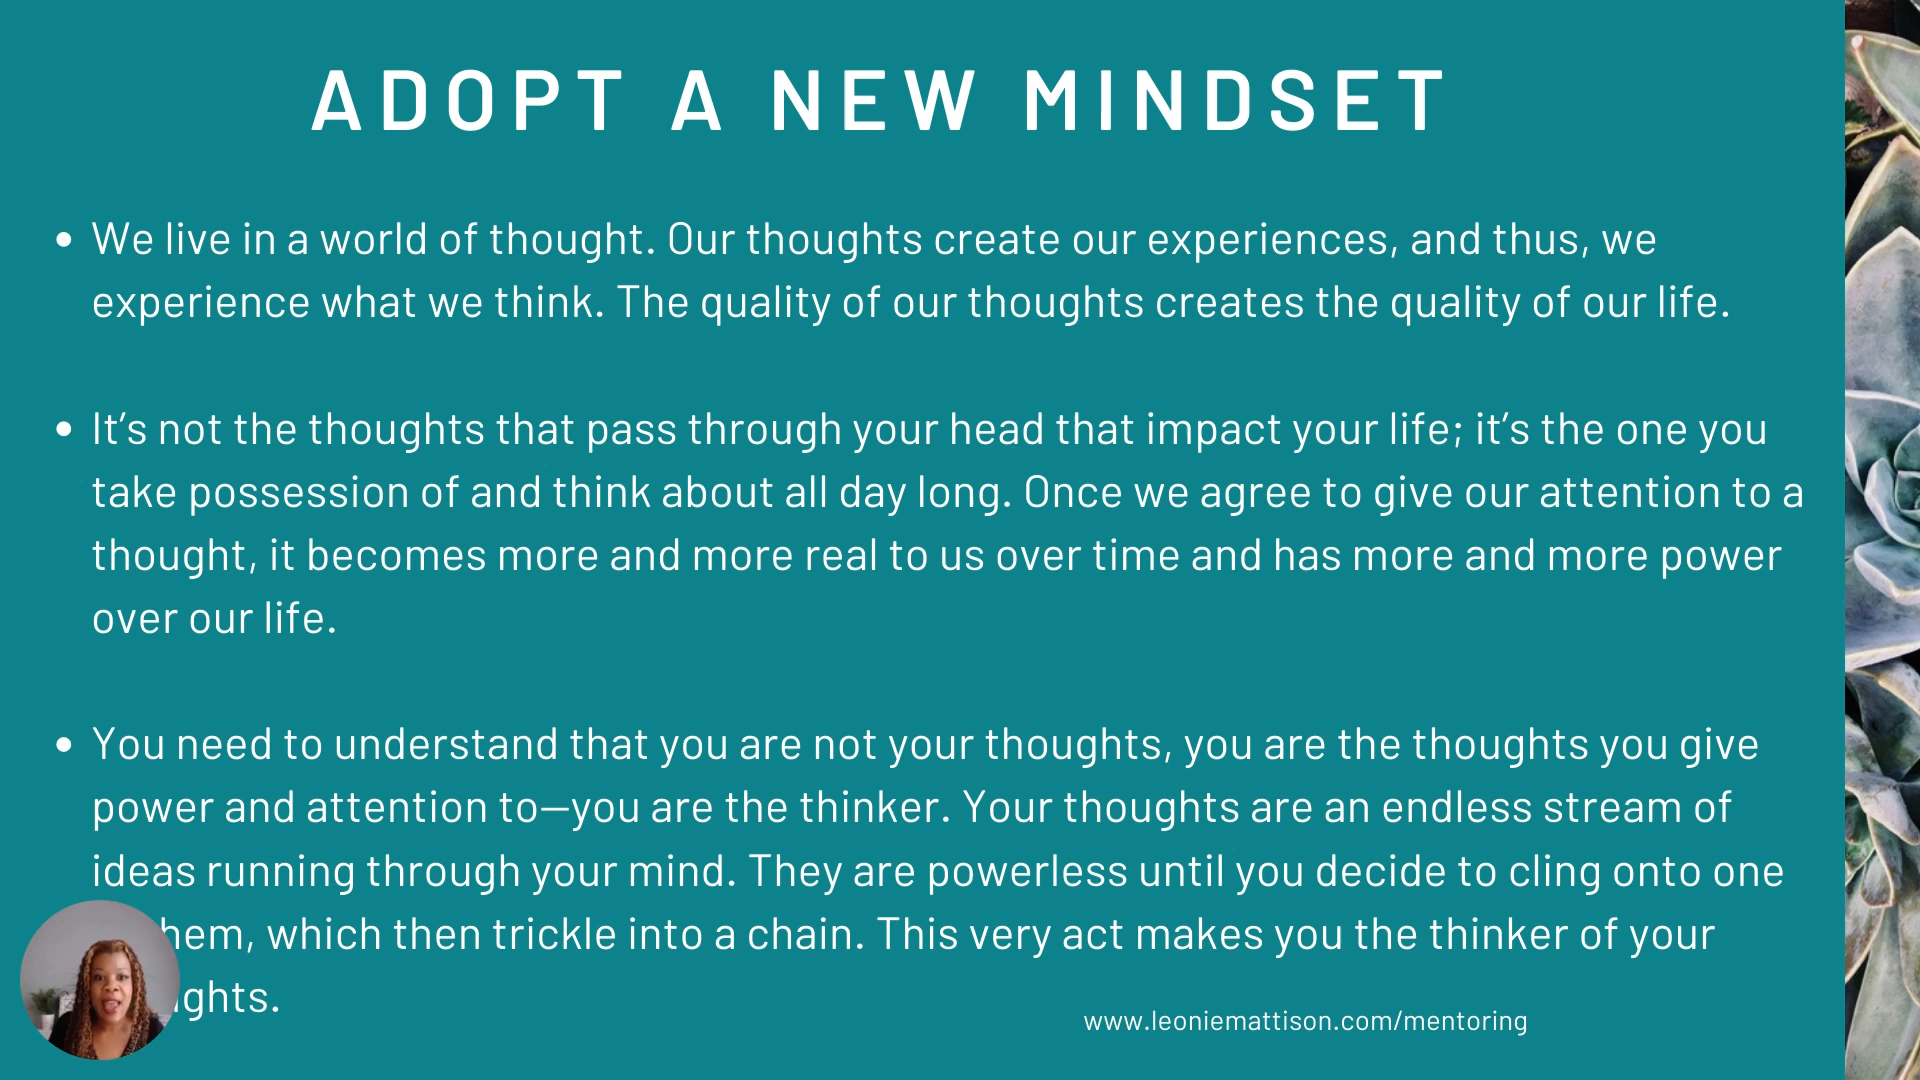 ADOPT A NEW MINDSET
• We live in a world of thought. Our thoughts create our experiences, and thus, we
experience what we think. The quality of our thoughts creates the quality of our life.
• It’s not the thoughts that pass through your head that impact your life; it’s the one you
take possession of and think about all day long. Once we agree to give our attention to a
thought, it becomes more and more real to us over time and has more and more power
over our life.
• You need to understand that you are not your thoughts, you are the thoughts you give
power and attention to—you are the thinker. Your thoughts are an endless stream of
ideas running through your mind. They are powerless until you decide to cling onto one
hem, which then trickle into a chain. This very act makes you the thinker of your
ghts.
www.leoniemattison.com/mentoring